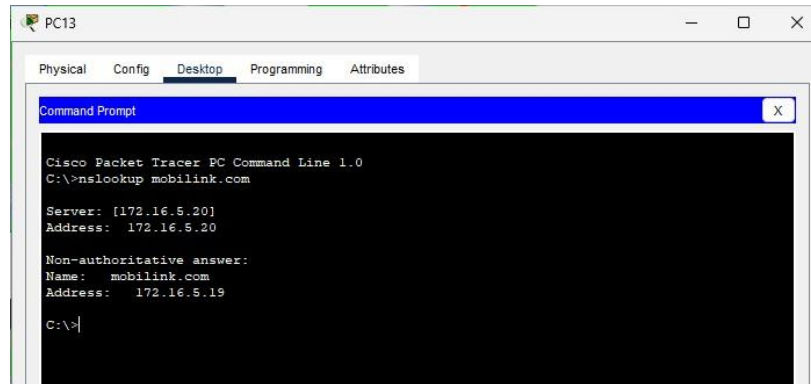 PC13
Physical Config Desktop Programming Attributes
Command Prompt X
Cisco Packet Tracer PC Command Line 1.0
C:\>nslookup mobilink.com
Server: [172.16.5.20]
Address: 172.16.5.20
Non-authoritative answer:
Name: mobilink.com
Address: 172.16.5.19
C:\>